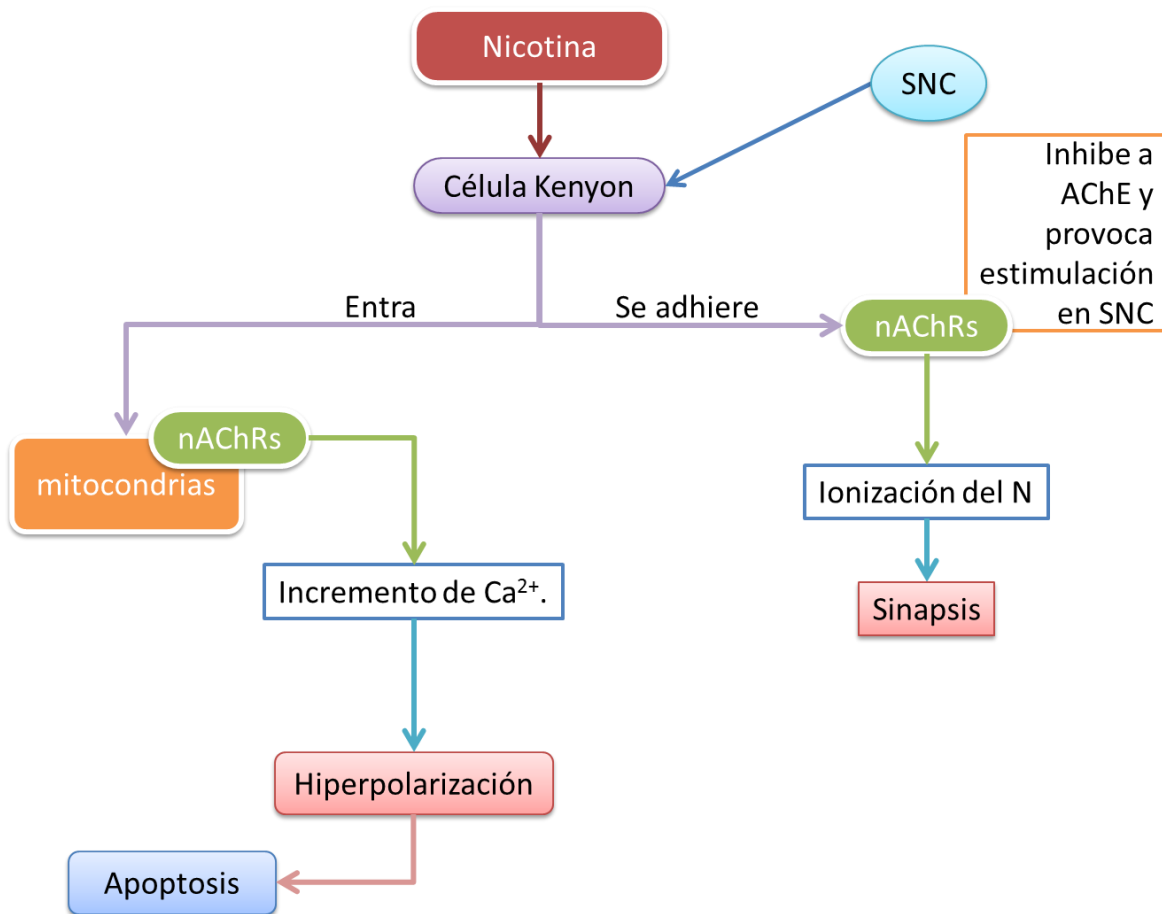 Nicotina
SNC
Célula Kenyon
Inhibe a
AChE y
provoca
estimulación
en SNC
Entra
Se adhiere
nAChRs
nAChRs
mitocondrias
Ionización del N
Incremento de Ca²⁺.
Sinapsis
Hiperpolarización
Apoptosis